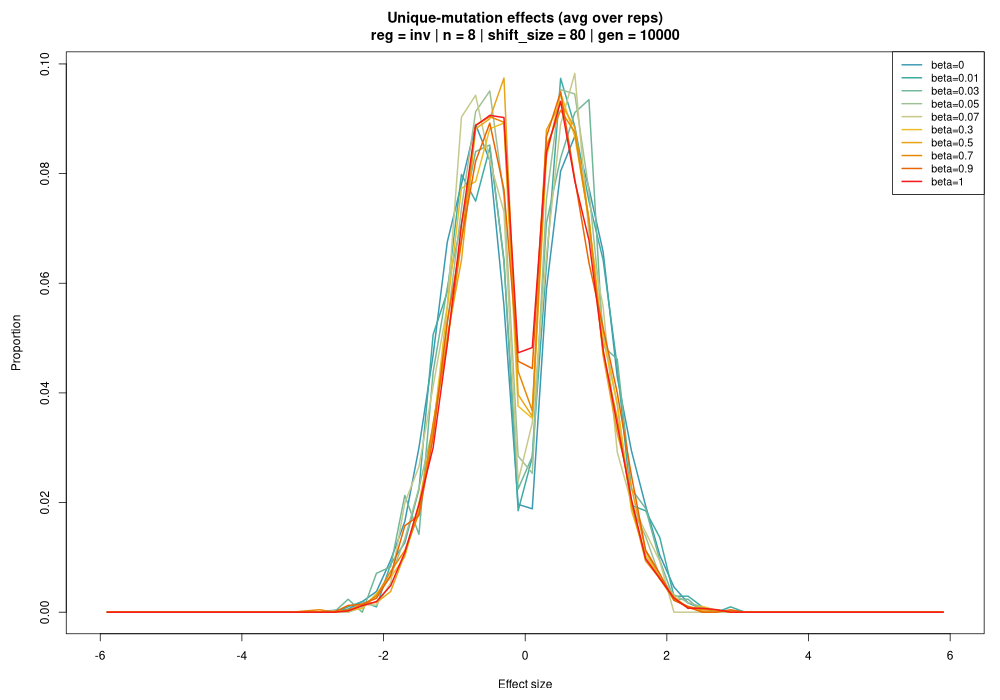 Unique-mutation effects (avg over reps)
reg = inv | n = 8 | shift_size = 80 | gen = 10000
beta=0
beta=0.01
beta=0.03
beta=0.05
beta=0.07
beta=0.3
beta=0.5
beta=0.7
beta=0.9
beta=1
Proportion
0.10
0.08
0.06
0.04
0.02
0.00
-6 -4 -2 0 2 4 6
Effect size